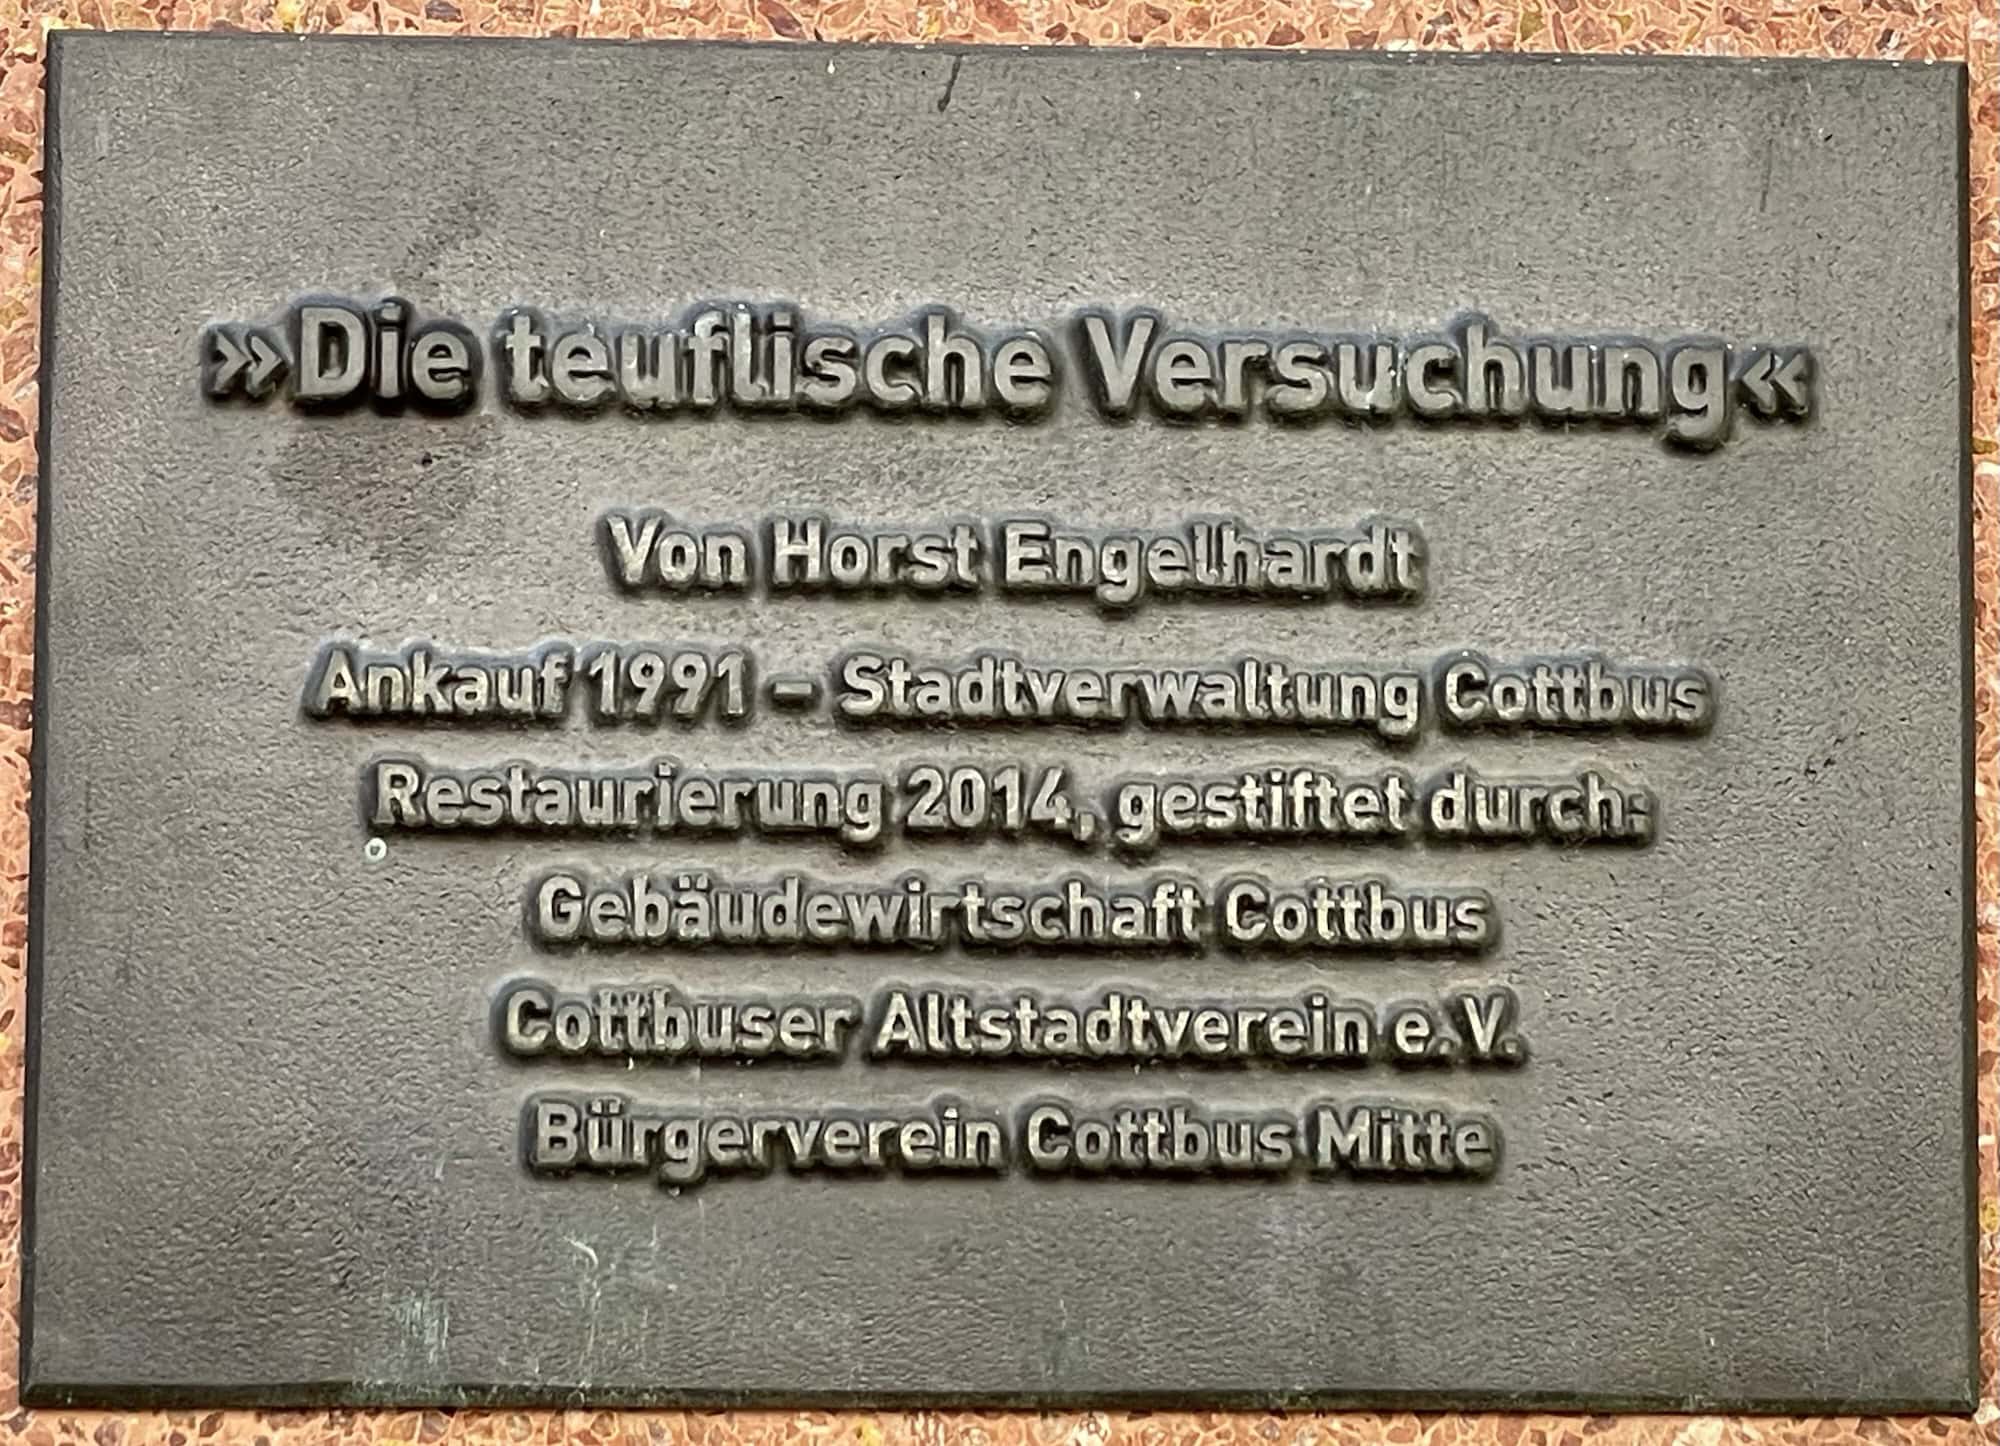 »Die teuflische Versuchung«
Von Horst Engelhardt
Ankauf 1991 – Stadtverwaltung Cottbus
Restaurierung 2014, gestiftet durch:
Gebäudewirtschaft Cottbus
Cottbuser Altstadtverein e.V.
Bürgerverein Cottbus Mitte